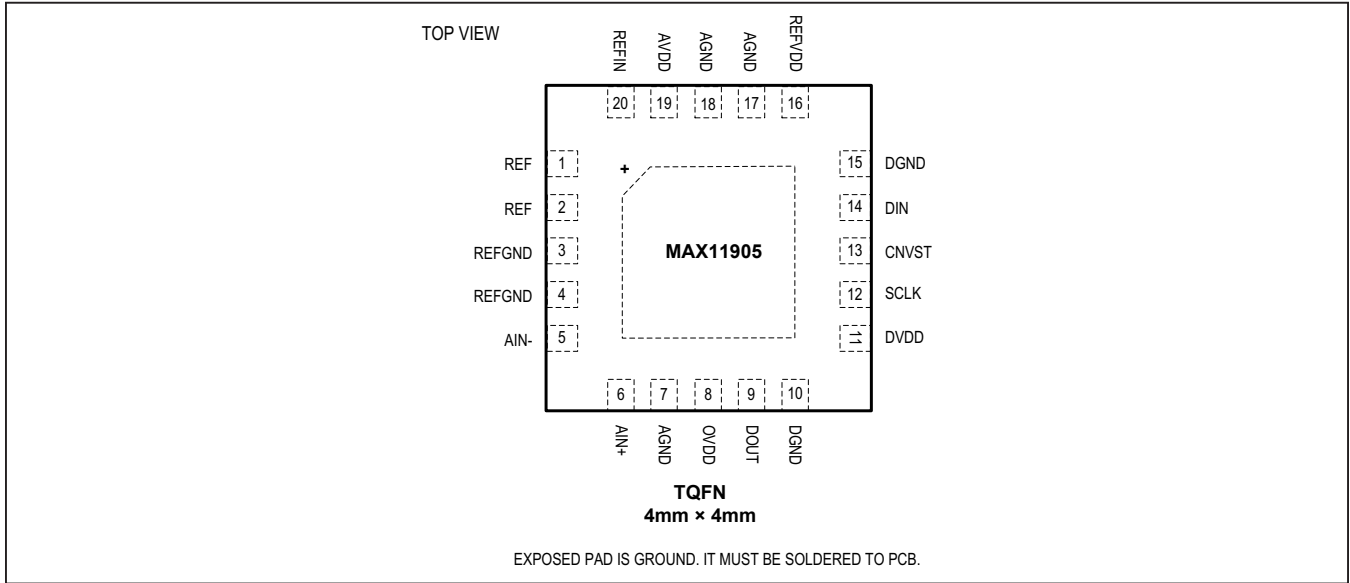 TOP VIEW
REFIN
AVDD
AGND
AGND
REFVDD
20
19
18
17
16
REF
1
REF
2
REFGND
3
REFGND
4
AIN-
5
+
MAX11905
15
DGND
14
DIN
13
CNVST
12
SCLK
11
DVDD
6
7
8
9
10
AIN+
AGND
OVDD
DOUT
DGND
TQFN
4mm × 4mm
EXPOSED PAD IS GROUND. IT MUST BE SOLDERED TO PCB.